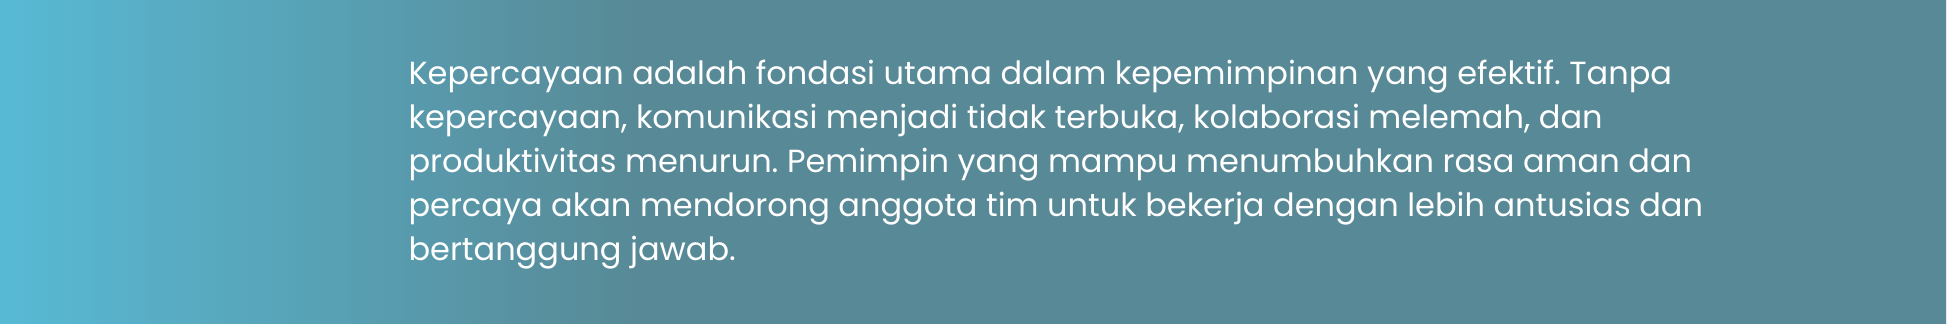 Kepercayaan adalah fondasi utama dalam kepemimpinan yang efektif. Tanpa
kepercayaan, komunikasi menjadi tidak terbuka, kolaborasi melemah, dan
produktivitas menurun. Pemimpin yang mampu menumbuhkan rasa aman dan
percaya akan mendorong anggota tim untuk bekerja dengan lebih antusias dan
bertanggung jawab.